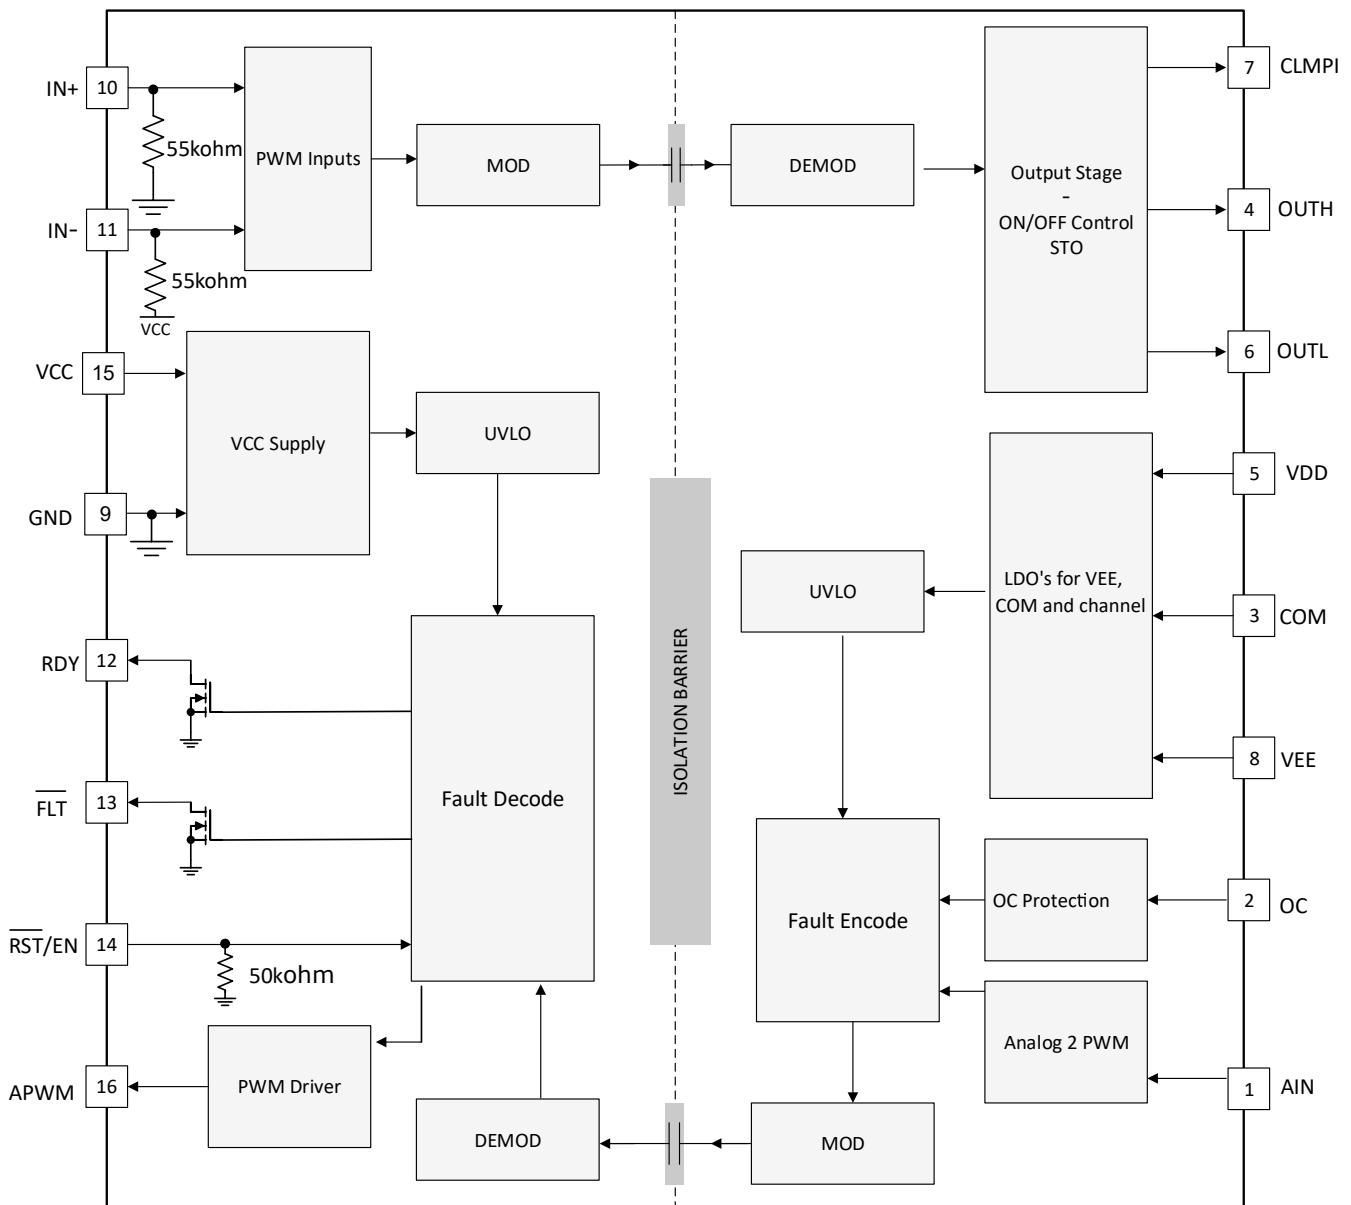 IN+
10
55kohm
IN-
11
55kohm
VCC
PWM Inputs
MOD
DEMOD
Output Stage
-
ON/OFF Control
STO
7
CLMPI
4
OUTH
6
OUTL
VCC
15
GND
9
VCC Supply
UVLO
ISOLATION BARRIER
UVLO
LDO's for VEE,
COM and channel
5
VDD
3
COM
8
VEE
RDY
12
FLT
13
RST/EN
14
50kohm
Fault Decode
Fault Encode
OC Protection
2
OC
Analog 2 PWM
1
AIN
APWM
16
PWM Driver
DEMOD
MOD